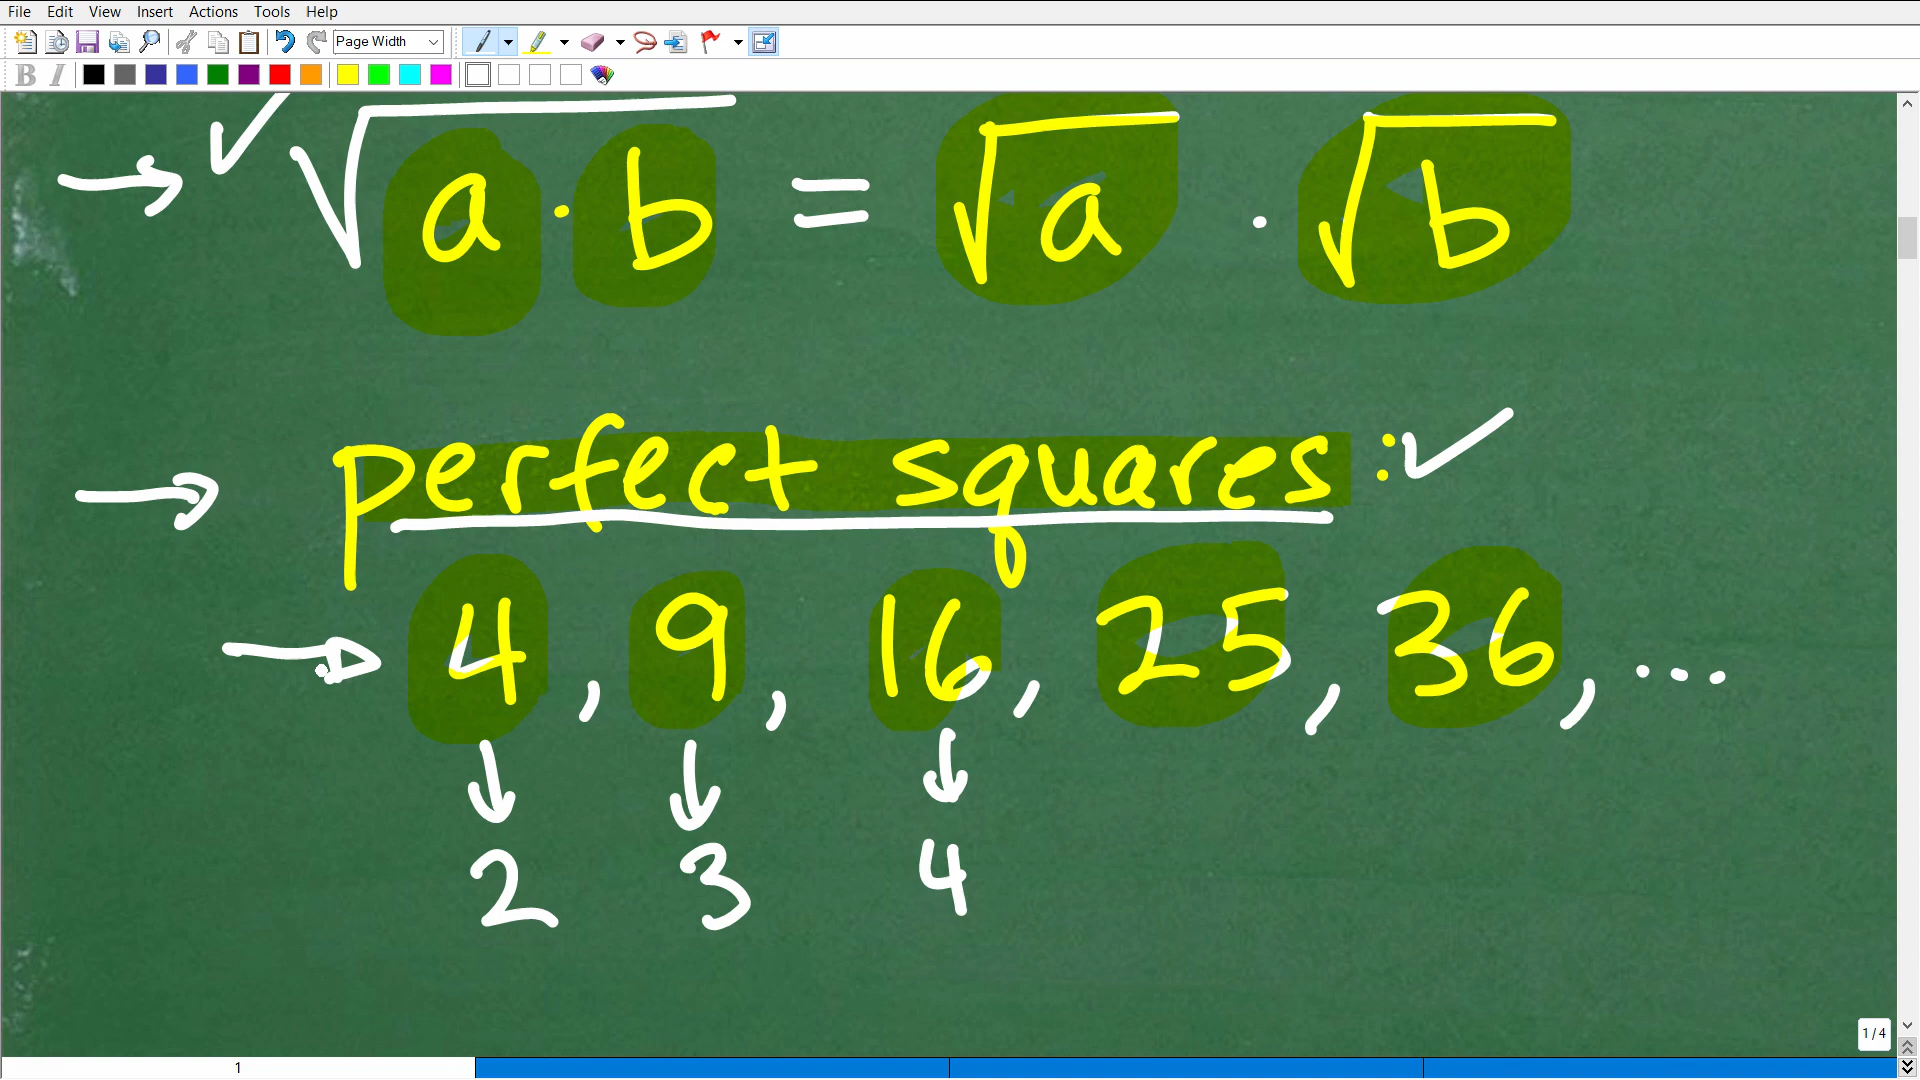 File Edit View Insert Actions Tools Help
Page Width
B I
√a · b = √a · √b
perfect squares:
4, 9, 16, 25, 36, ...
2 3 4
1 / 4
1